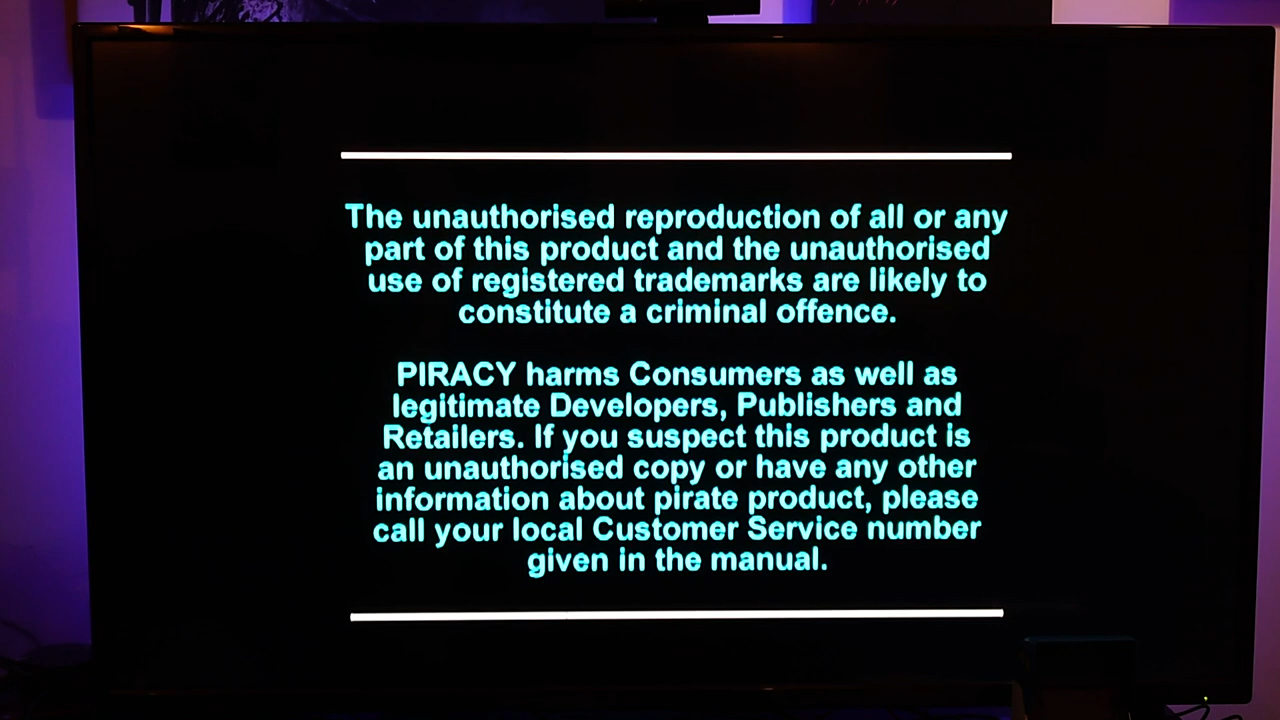 The unauthorised reproduction of all or any
part of this product and the unauthorised
use of registered trademarks are likely to
constitute a criminal offence.
PIRACY harms Consumers as well as
legitimate Developers, Publishers and
Retailers. If you suspect this product is
an unauthorised copy or have any other
information about pirate product, please
call your local Customer Service number
given in the manual.